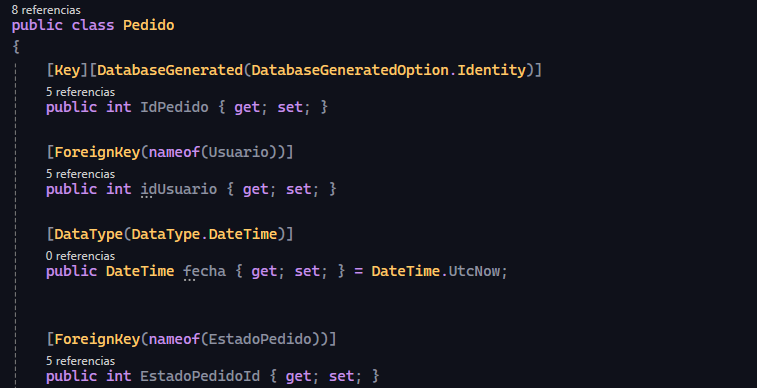 8 referencias
public class Pedido
{
[Key][DatabaseGenerated(DatabaseGeneratedOption.Identity)]
5 referencias
public int IdPedido { get; set; }
[ForeignKey(nameof(Usuario))]
5 referencias
public int idUsuario { get; set; }
[DataType(DataType.DateTime)]
0 referencias
public DateTime fecha { get; set; } = DateTime.UtcNow;
[ForeignKey(nameof(EstadoPedido))]
5 referencias
public int EstadoPedidoId { get; set; }